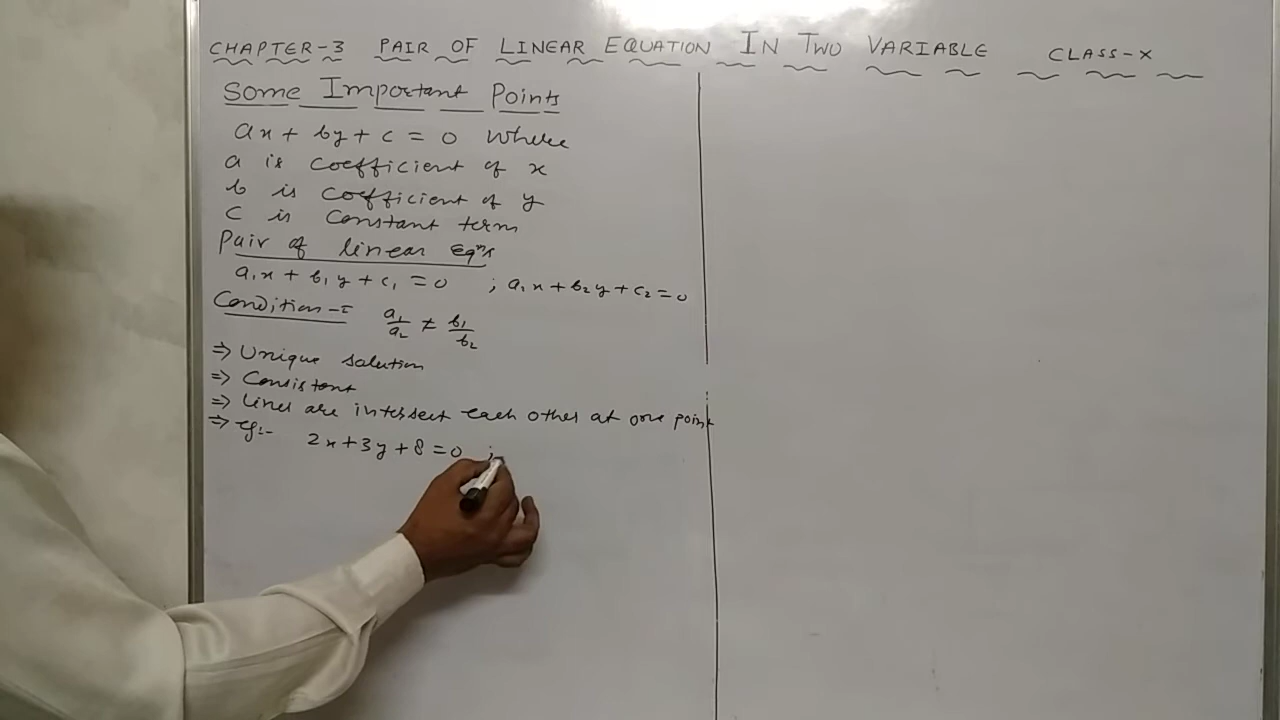 CHAPTER-3 PAIR OF LINEAR EQUATION IN TWO VARIABLE CLASS-X
Some Important Points
ax + by + c = 0 where
a is coefficient of x
b is coefficient of y
c is constant term
Pair of linear Eqⁿs
a₁x + b₁y + c₁ = 0 ; a₂x + b₂y + c₂ = 0
Condition-I a₁/a₂ ≠ b₁/b₂
⇒ Unique solution
⇒ Consistent
⇒ Lines are intersect each other at one point
⇒ eg:- 2x + 3y + 8 = 0 ;